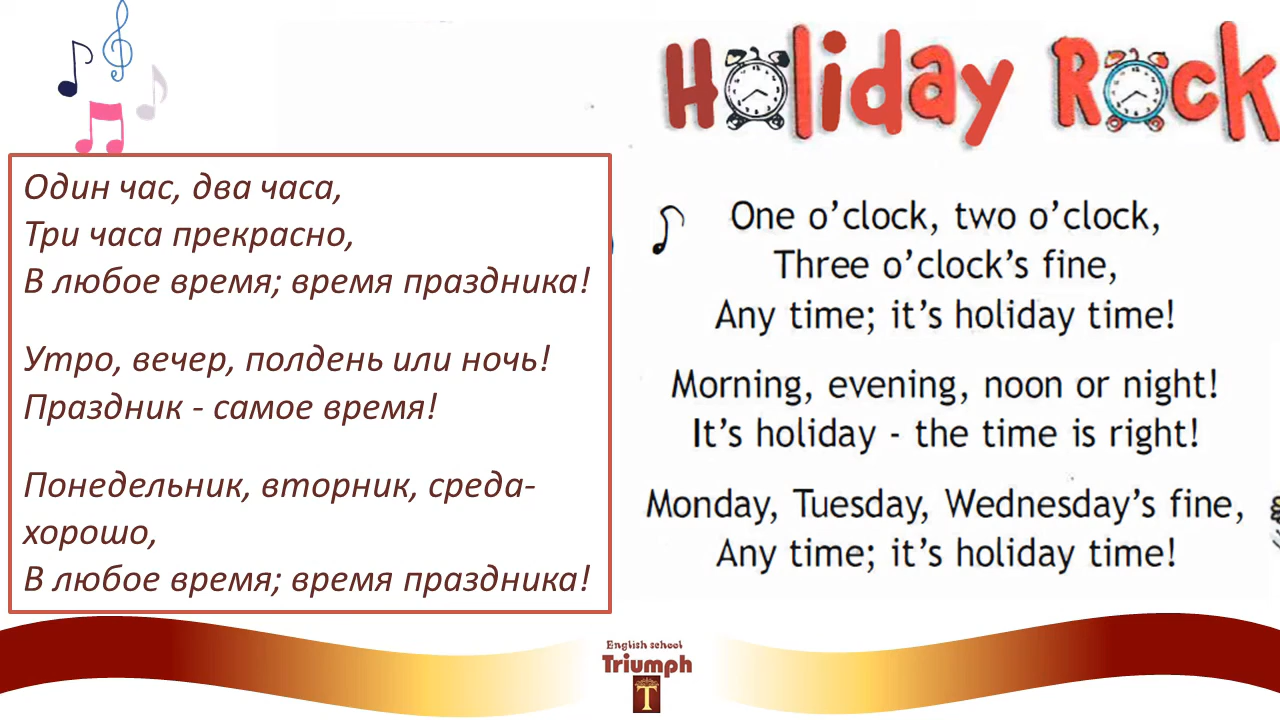 Holiday Rock
Один час, два часа,
Три часа прекрасно,
В любое время; время праздника!
Утро, вечер, полдень или ночь!
Праздник - самое время!
Понедельник, вторник, среда-
хорошо,
В любое время; время праздника!
One o'clock, two o'clock,
Three o'clock's fine,
Any time; it's holiday time!
Morning, evening, noon or night!
It's holiday - the time is right!
Monday, Tuesday, Wednesday's fine,
Any time; it's holiday time!
English school
Triumph
T